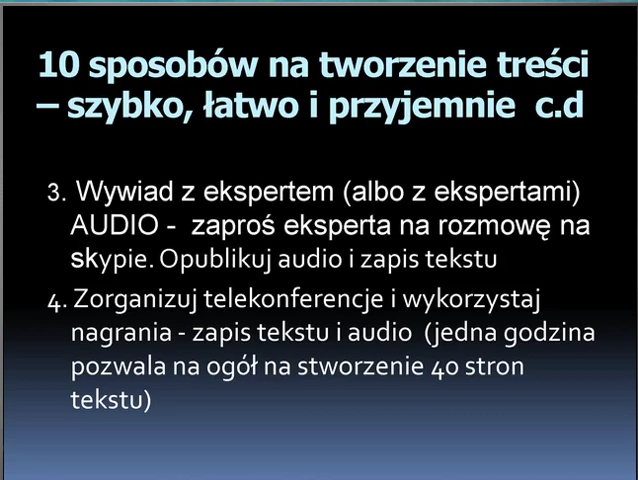 10 sposobów na tworzenie treści
– szybko, łatwo i przyjemnie c.d
3. Wywiad z ekspertem (albo z ekspertami)
AUDIO - zaproś eksperta na rozmowę na
skypie. Opublikuj audio i zapis tekstu
4. Zorganizuj telekonferencje i wykorzystaj
nagrania - zapis tekstu i audio (jedna godzina
pozwala na ogół na stworzenie 40 stron
tekstu)